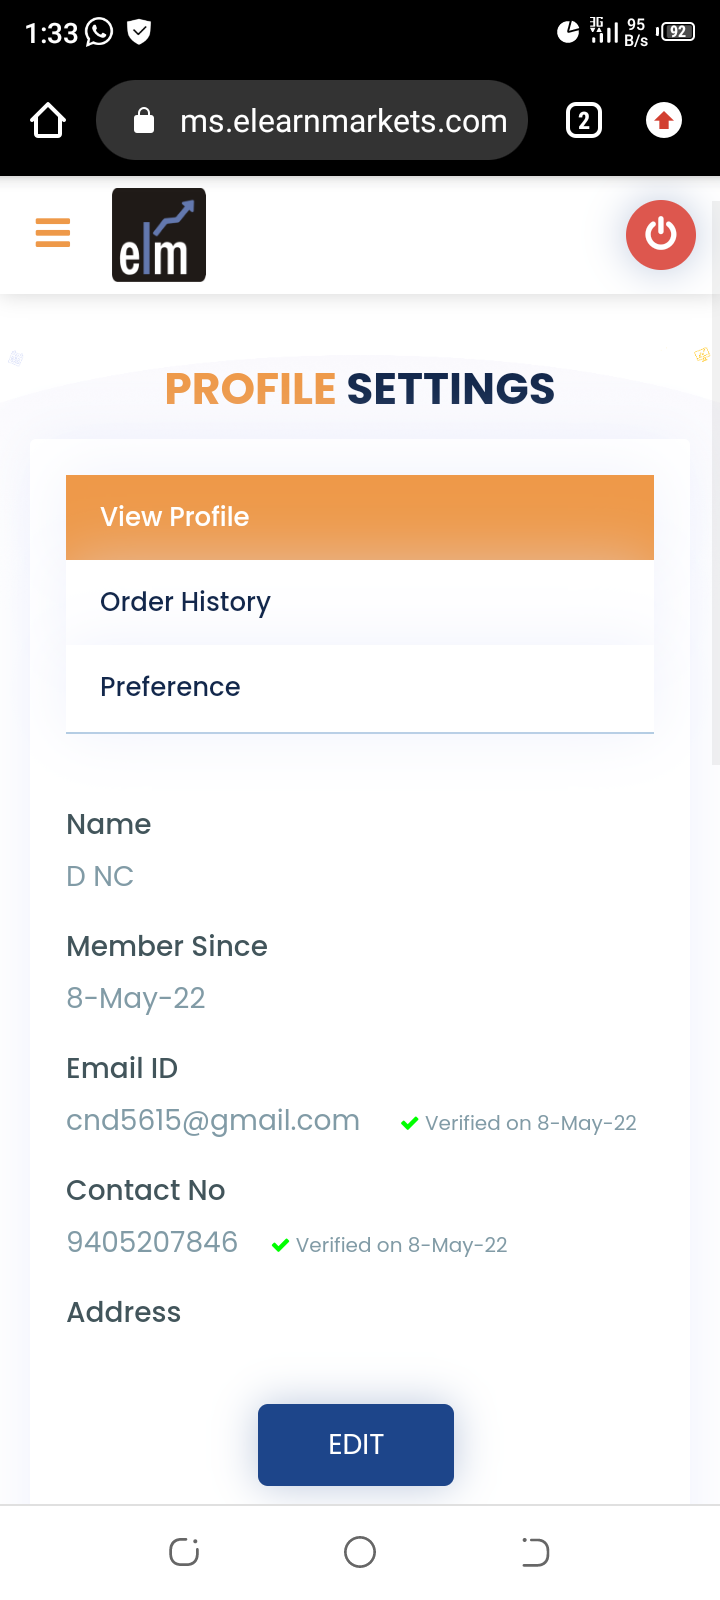 1:33
3G
95
B/s
92
ms.elearnmarkets.com
2
elm
PROFILE SETTINGS
View Profile
Order History
Preference
Name
D NC
Member Since
8-May-22
Email ID
cnd5615@gmail.com Verified on 8-May-22
Contact No
9405207846 Verified on 8-May-22
Address
EDIT